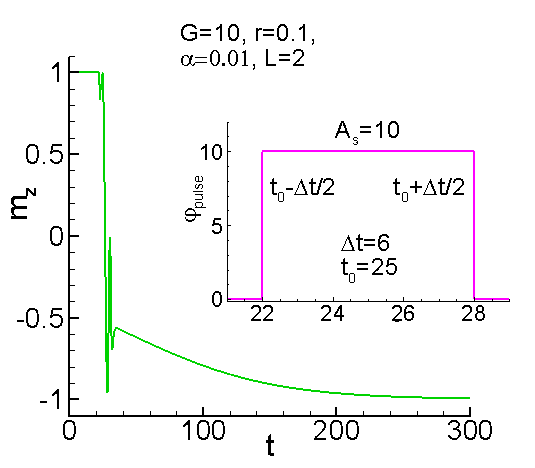 G=10, r=0.1,
α=0.01, L=2
1
0.5
0
-0.5
-1
m_z
0
100
200
300
t
A_s=10
10
5
0
φ_pulse
t_0-Δt/2
t_0+Δt/2
Δt=6
t_0=25
22
24
26
28